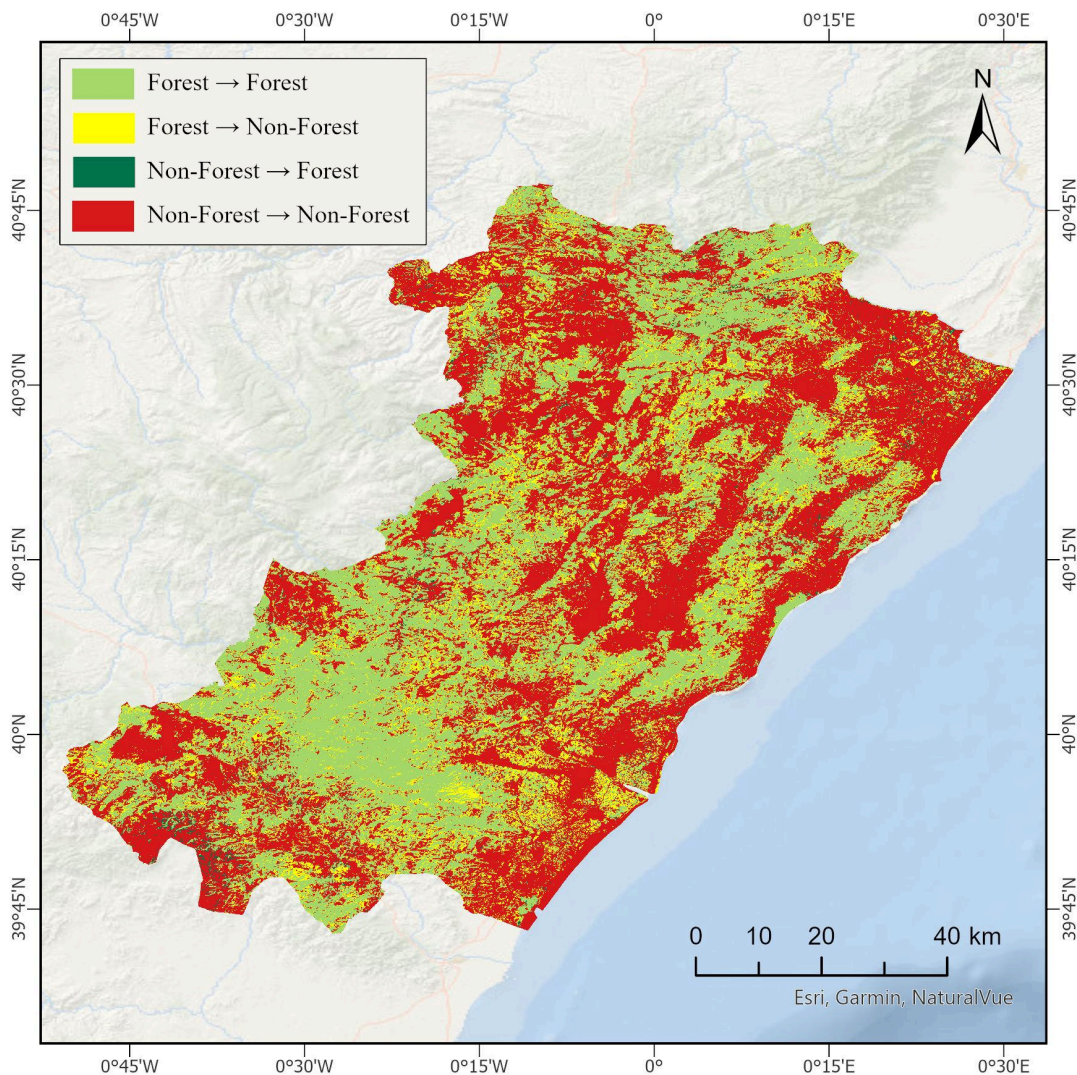 0°45'W 0°30'W 0°15'W 0° 0°15'E 0°30'E
Forest → Forest
Forest → Non-Forest
Non-Forest → Forest
Non-Forest → Non-Forest
N
40°45'N 40°45'N
40°30'N 40°30'N
40°15'N 40°15'N
40°N 40°N
39°45'N 39°45'N
0 10 20 40 km
Esri, Garmin, NaturalVue
0°45'W 0°30'W 0°15'W 0° 0°15'E 0°30'E